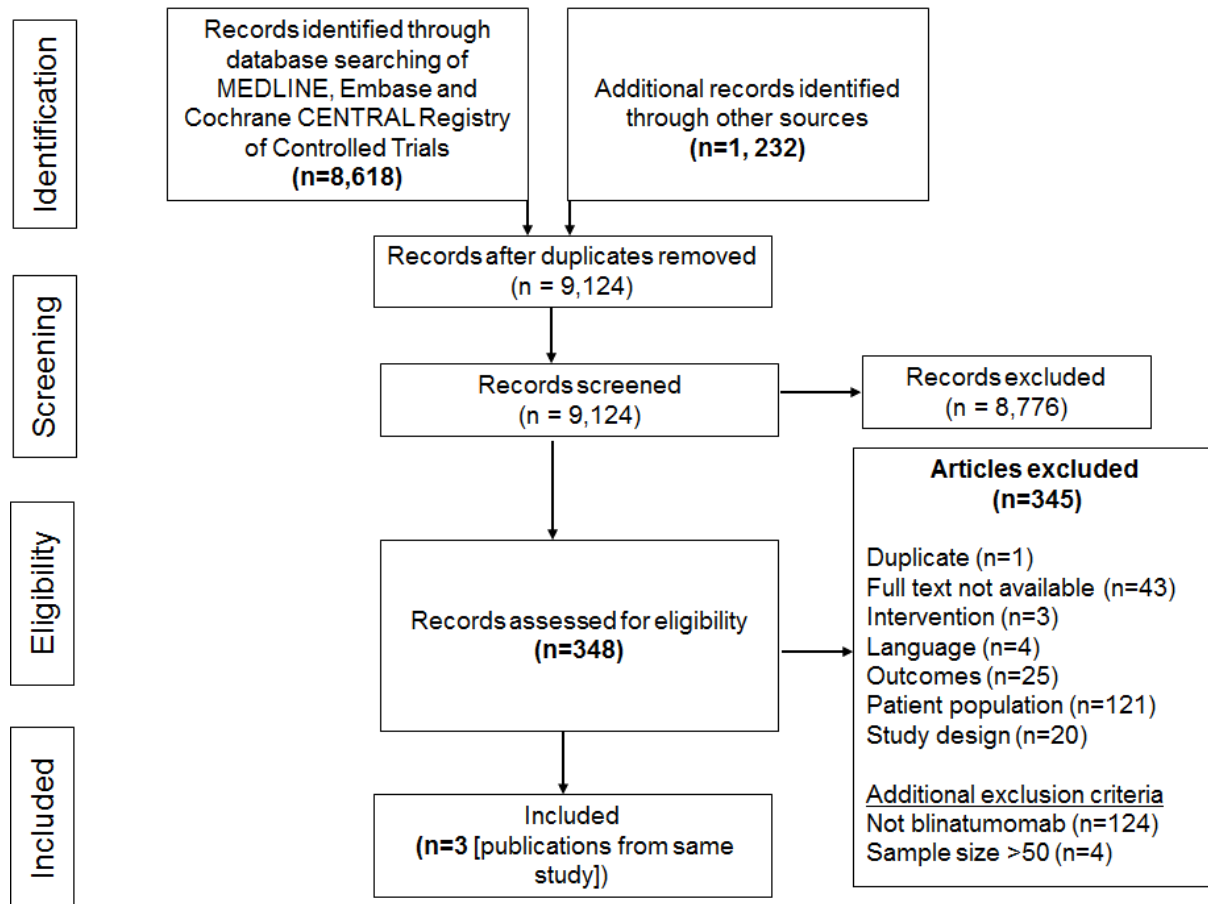 Identification
Records identified through
database searching of
MEDLINE, Embase and
Cochrane CENTRAL Registry
of Controlled Trials
(n=8,618)
Additional records identified
through other sources
(n=1, 232)
Records after duplicates removed
(n = 9,124)
Screening
Records screened
(n = 9,124)
Records excluded
(n = 8,776)
Eligibility
Records assessed for eligibility
(n=348)
Articles excluded
(n=345)
Duplicate (n=1)
Full text not available (n=43)
Intervention (n=3)
Language (n=4)
Outcomes (n=25)
Patient population (n=121)
Study design (n=20)
Additional exclusion criteria
Not blinatumomab (n=124)
Sample size >50 (n=4)
Included
Included
(n=3 [publications from same
study])